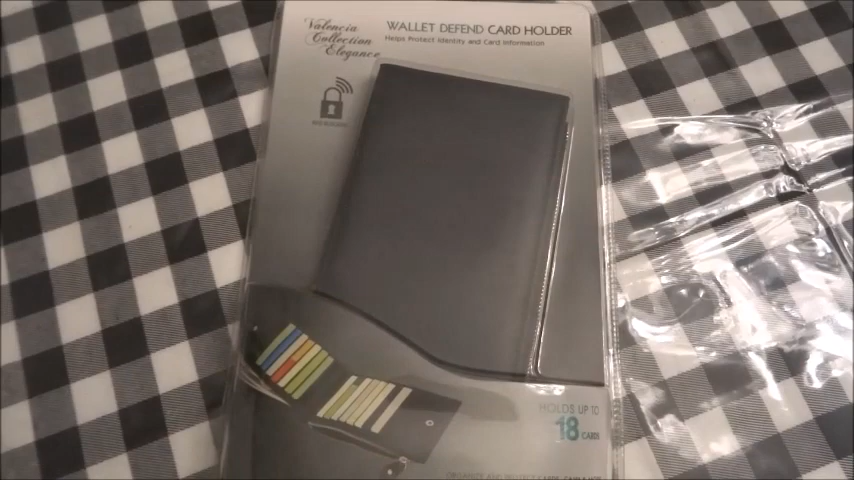 Valencia
Collection
Elegance
WALLET DEFEND CARD HOLDER
Helps Protect Identity and Card Information
HOLDS UP TO
18 CARDS